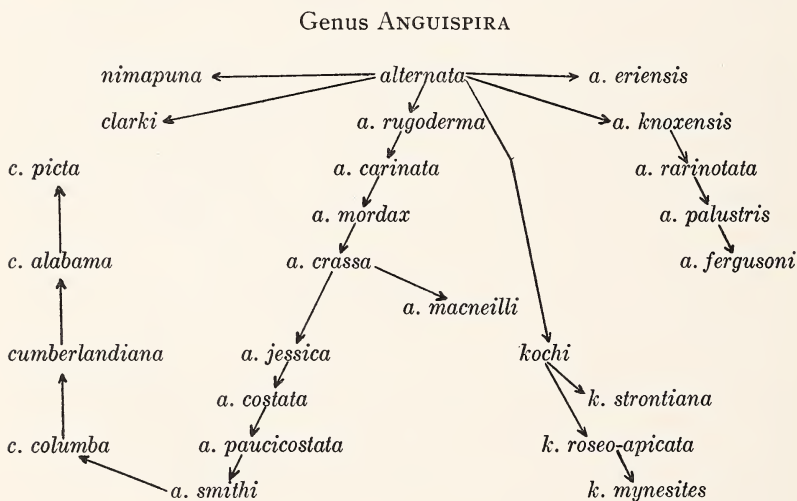 Genus ANGUISPIRA
nimapuna alternata a. eriensis
clarki a. rugoderma a. knoxensis
c. picta a. carinata a. rarinotata
a. mordax a. palustris
c. alabama a. crassa a. fergusoni
a. macneilli
cumberlandiana a. jessica kochi
a. costata k. strontiana
c. columba a. paucicostata k. roseo-apicata
a. smithi k. mynesites